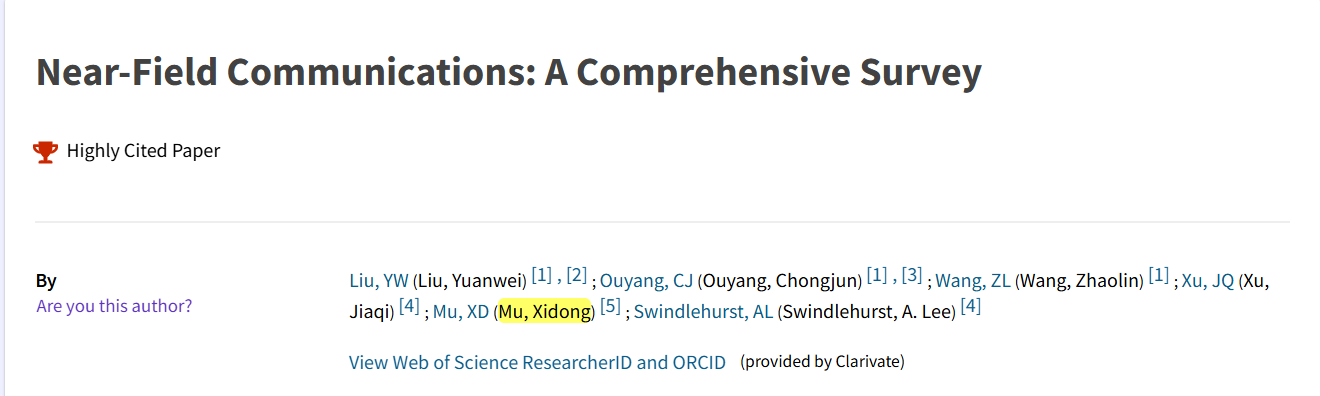 Near-Field Communications: A Comprehensive Survey
Highly Cited Paper
By
Are you this author?
Liu, YW (Liu, Yuanwei) [1] , [2] ; Ouyang, CJ (Ouyang, Chongjun) [1] , [3] ; Wang, ZL (Wang, Zhaolin) [1] ; Xu, JQ (Xu,
Jiaqi) [4] ; Mu, XD (Mu, Xidong) [5] ; Swindlehurst, AL (Swindlehurst, A. Lee) [4]
View Web of Science ResearcherID and ORCID (provided by Clarivate)